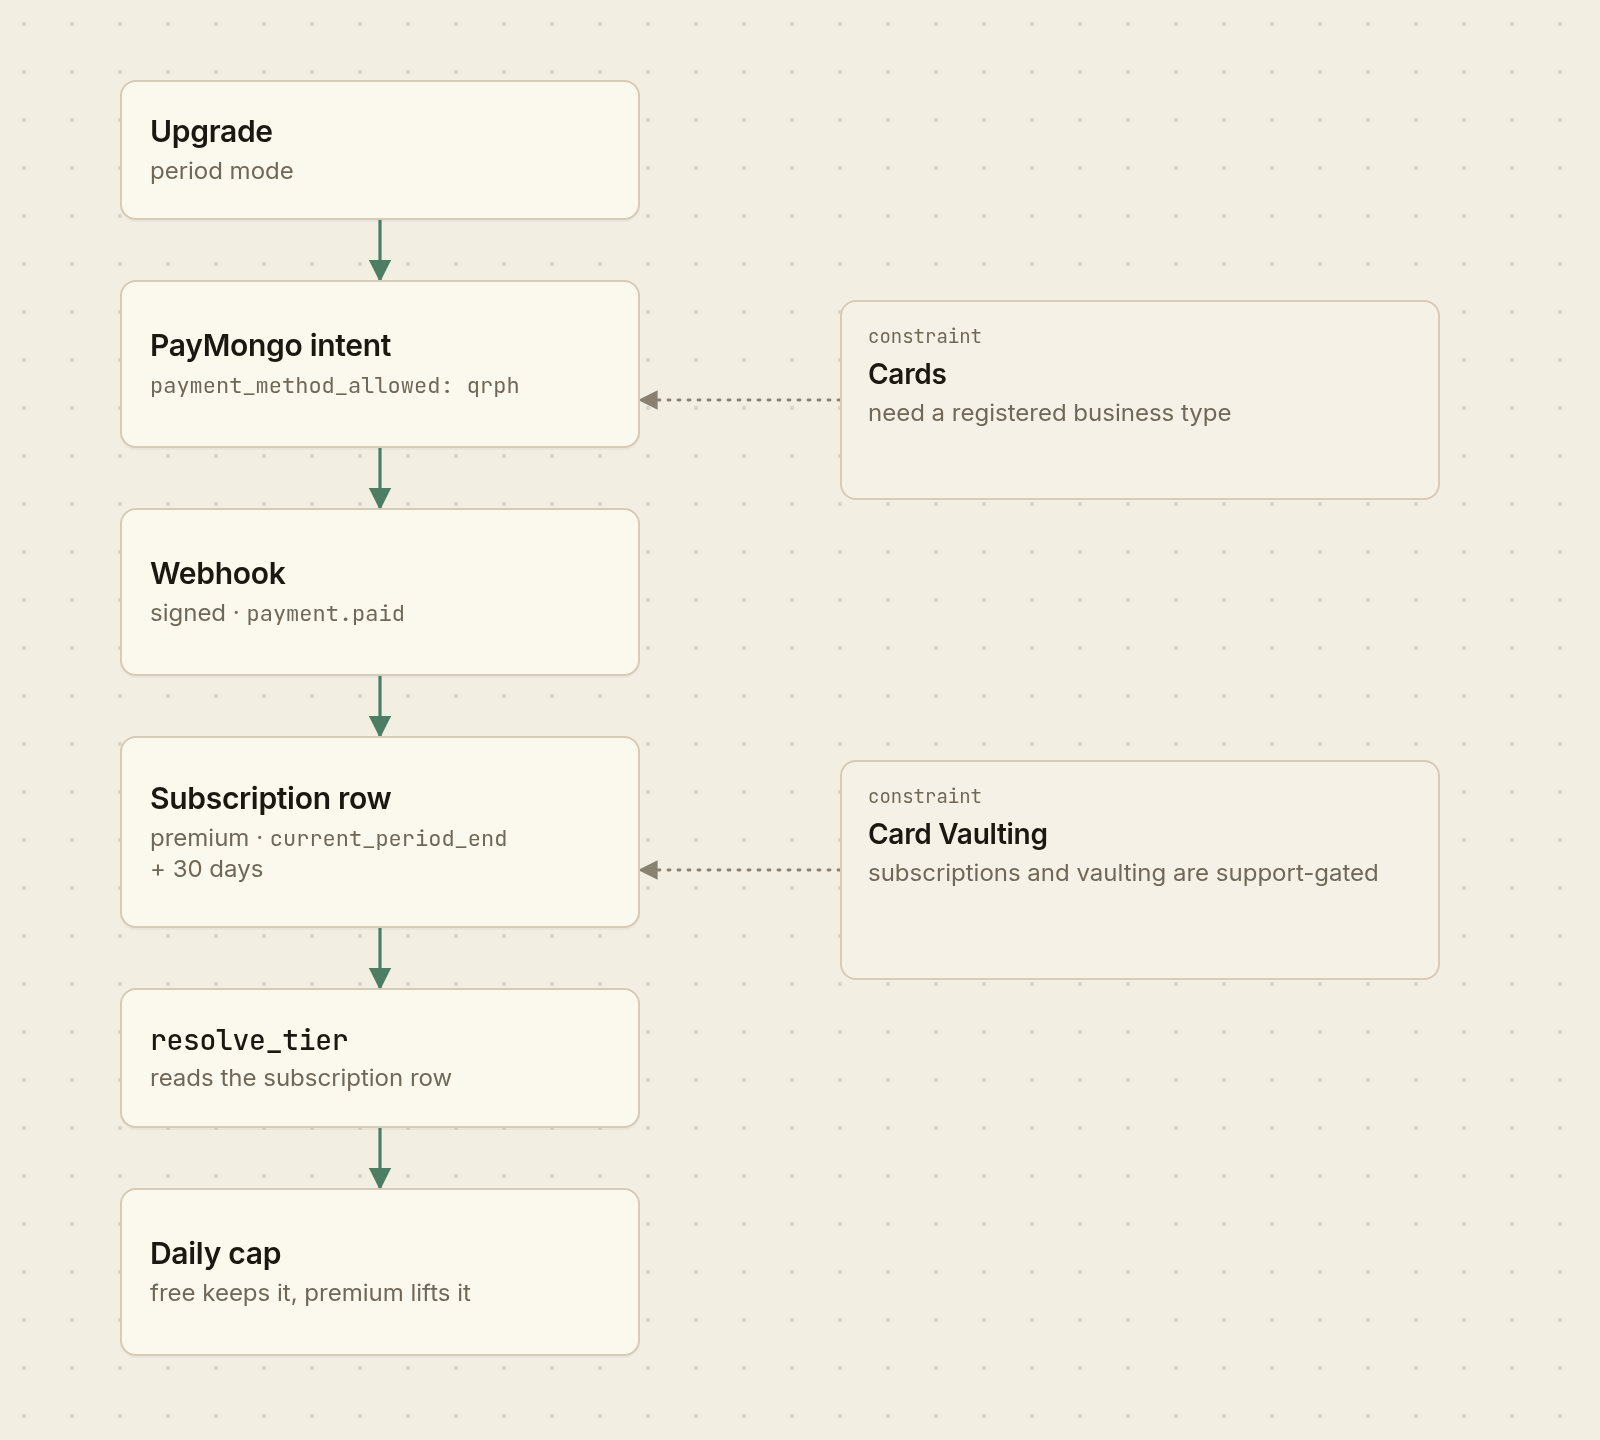 Upgrade
period mode
PayMongo intent
payment_method_allowed: qrph
constraint
Cards
need a registered business type
Webhook
signed · payment.paid
Subscription row
premium · current_period_end
+ 30 days
constraint
Card Vaulting
subscriptions and vaulting are support-gated
resolve_tier
reads the subscription row
Daily cap
free keeps it, premium lifts it